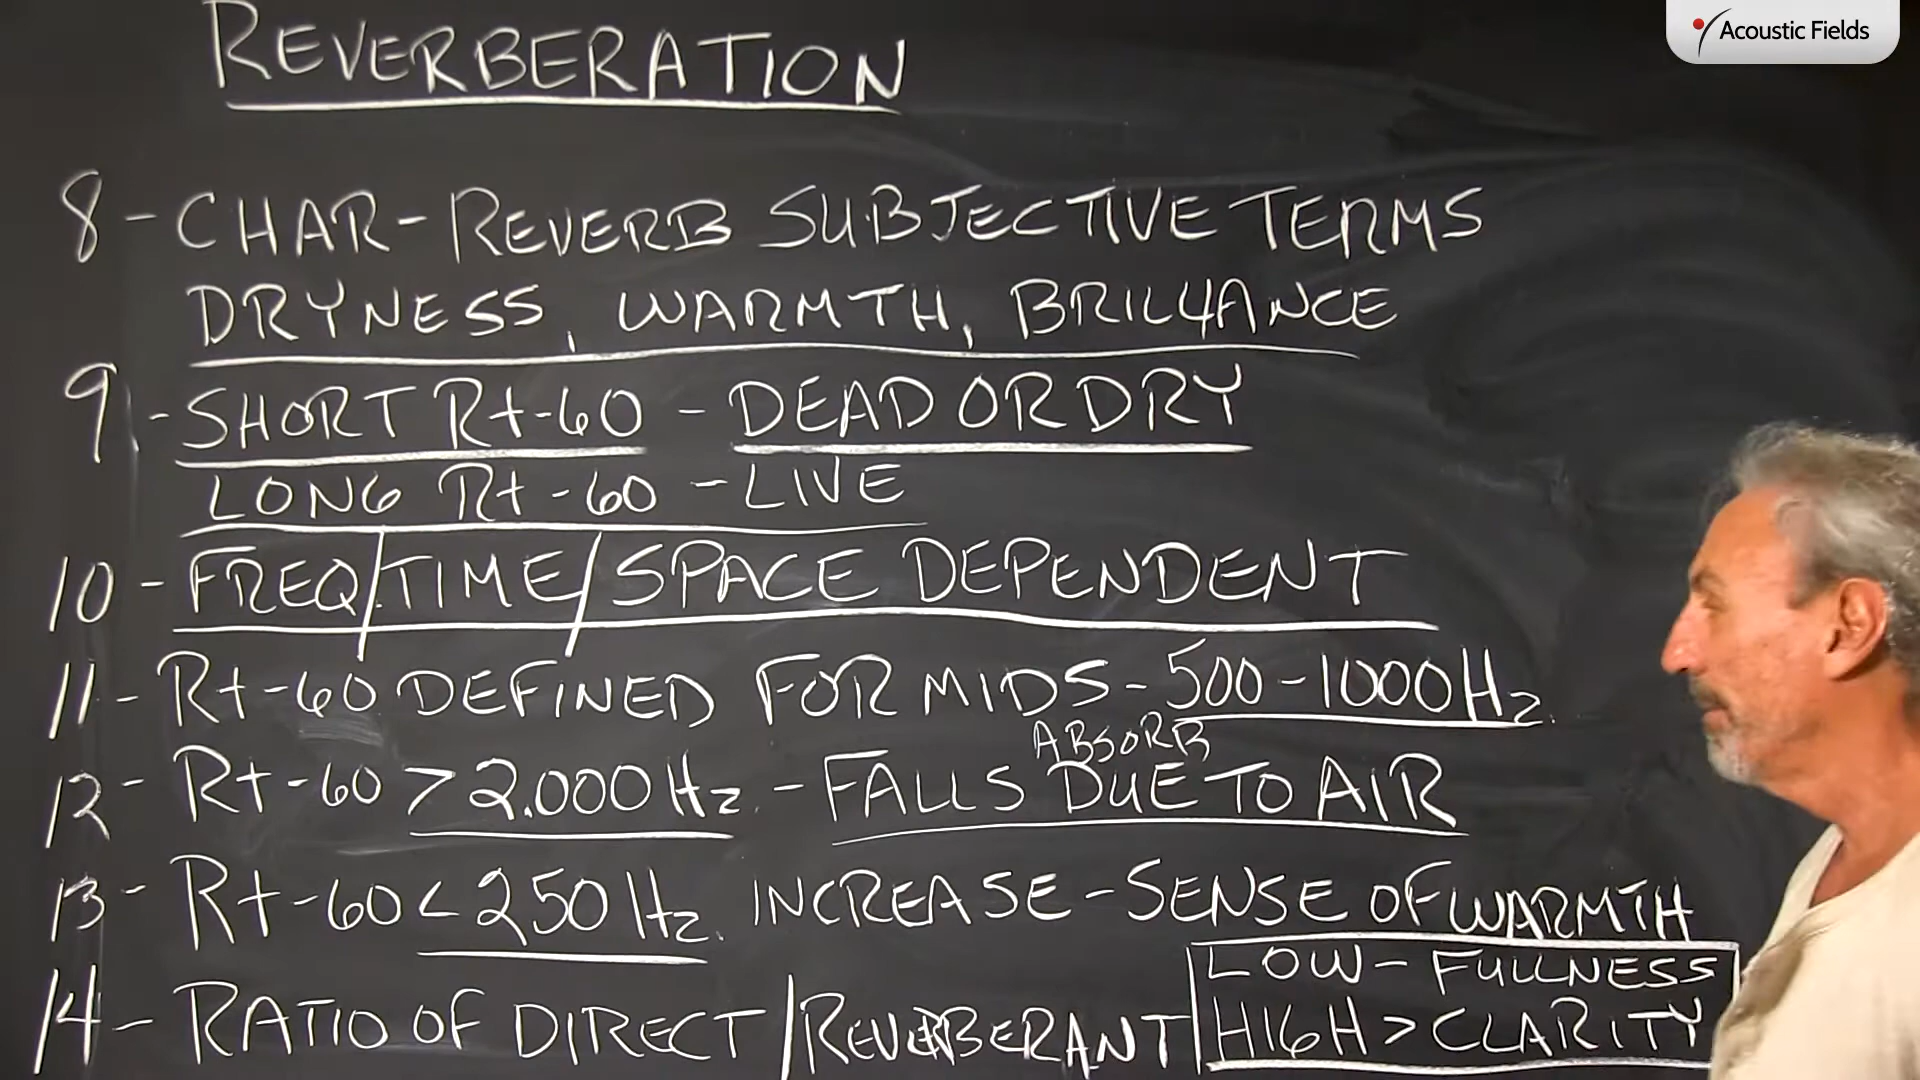 Acoustic Fields
REVERBERATION
8 - CHAR - REVERB SUBJECTIVE TERMS
DRYNESS, WARMTH, BRILLIANCE
9 - SHORT Rt-60 - DEAD OR DRY
LONG Rt-60 - LIVE
10 - FREQ/TIME/SPACE DEPENDENT
11 - Rt-60 DEFINED FOR MIDS - 500 - 1000 Hz.
ABSORB
12 - Rt-60 > 2.000 Hz. - FALLS DUE TO AIR
13 - Rt-60 < 250 Hz. INCREASE - SENSE OF WARMTH
14 - RATIO OF DIRECT / REVERBERANT
LOW - FULLNESS
HIGH > CLARITY